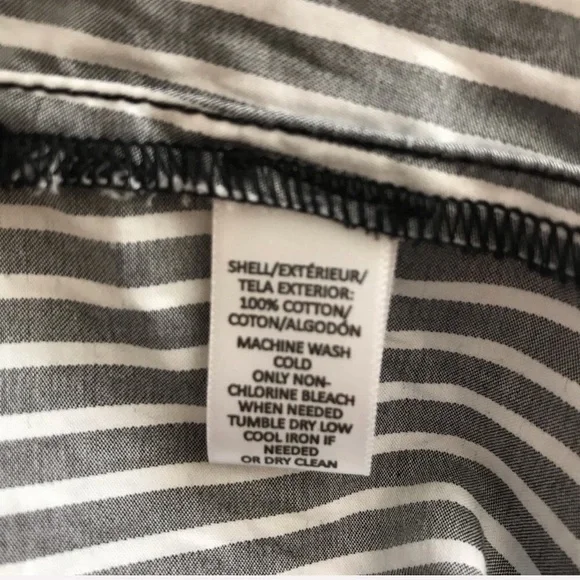 SHELL/EXTÉRIEUR/
TELA EXTERIOR:
100% COTTON/
COTON/ALGODÓN
MACHINE WASH
COLD
ONLY NON-
CHLORINE BLEACH
WHEN NEEDED
TUMBLE DRY LOW
COOL IRON IF
NEEDED
OR DRY CLEAN